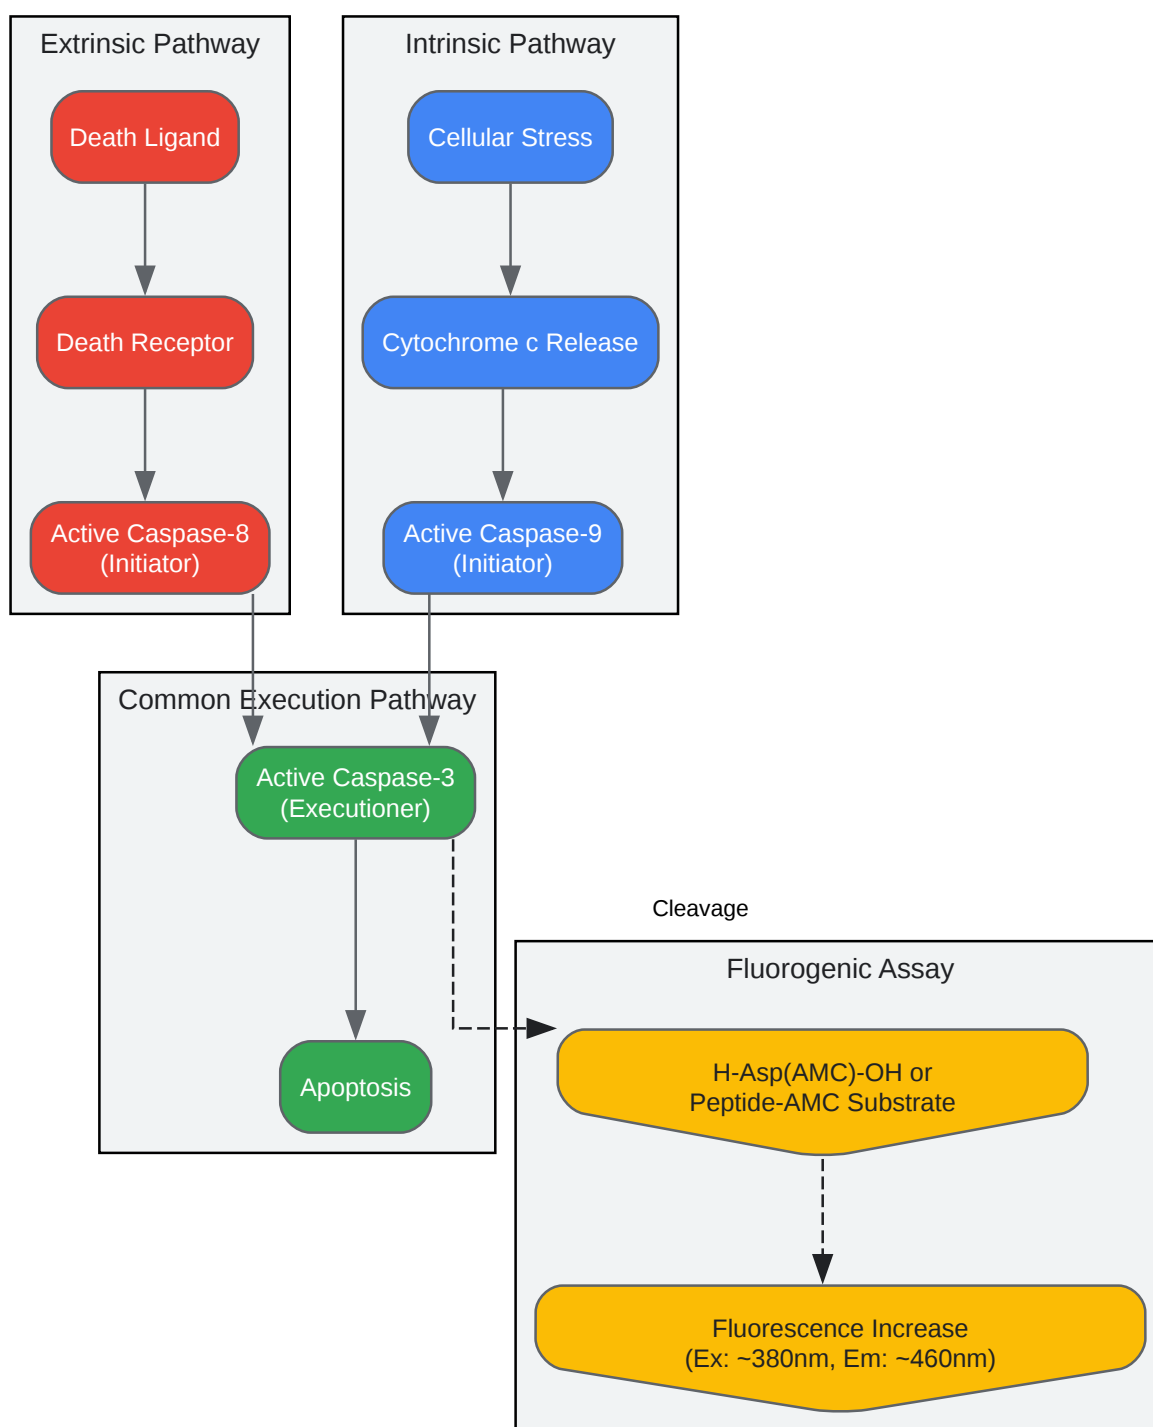 Extrinsic Pathway
Death Ligand
Death Receptor
Active Caspase-8
(Initiator)
Intrinsic Pathway
Cellular Stress
Cytochrome c Release
Active Caspase-9
(Initiator)
Common Execution Pathway
Active Caspase-3
(Executioner)
Apoptosis
Cleavage
Fluorogenic Assay
H-Asp(AMC)-OH or
Peptide-AMC Substrate
Fluorescence Increase
(Ex: ~380nm, Em: ~460nm)